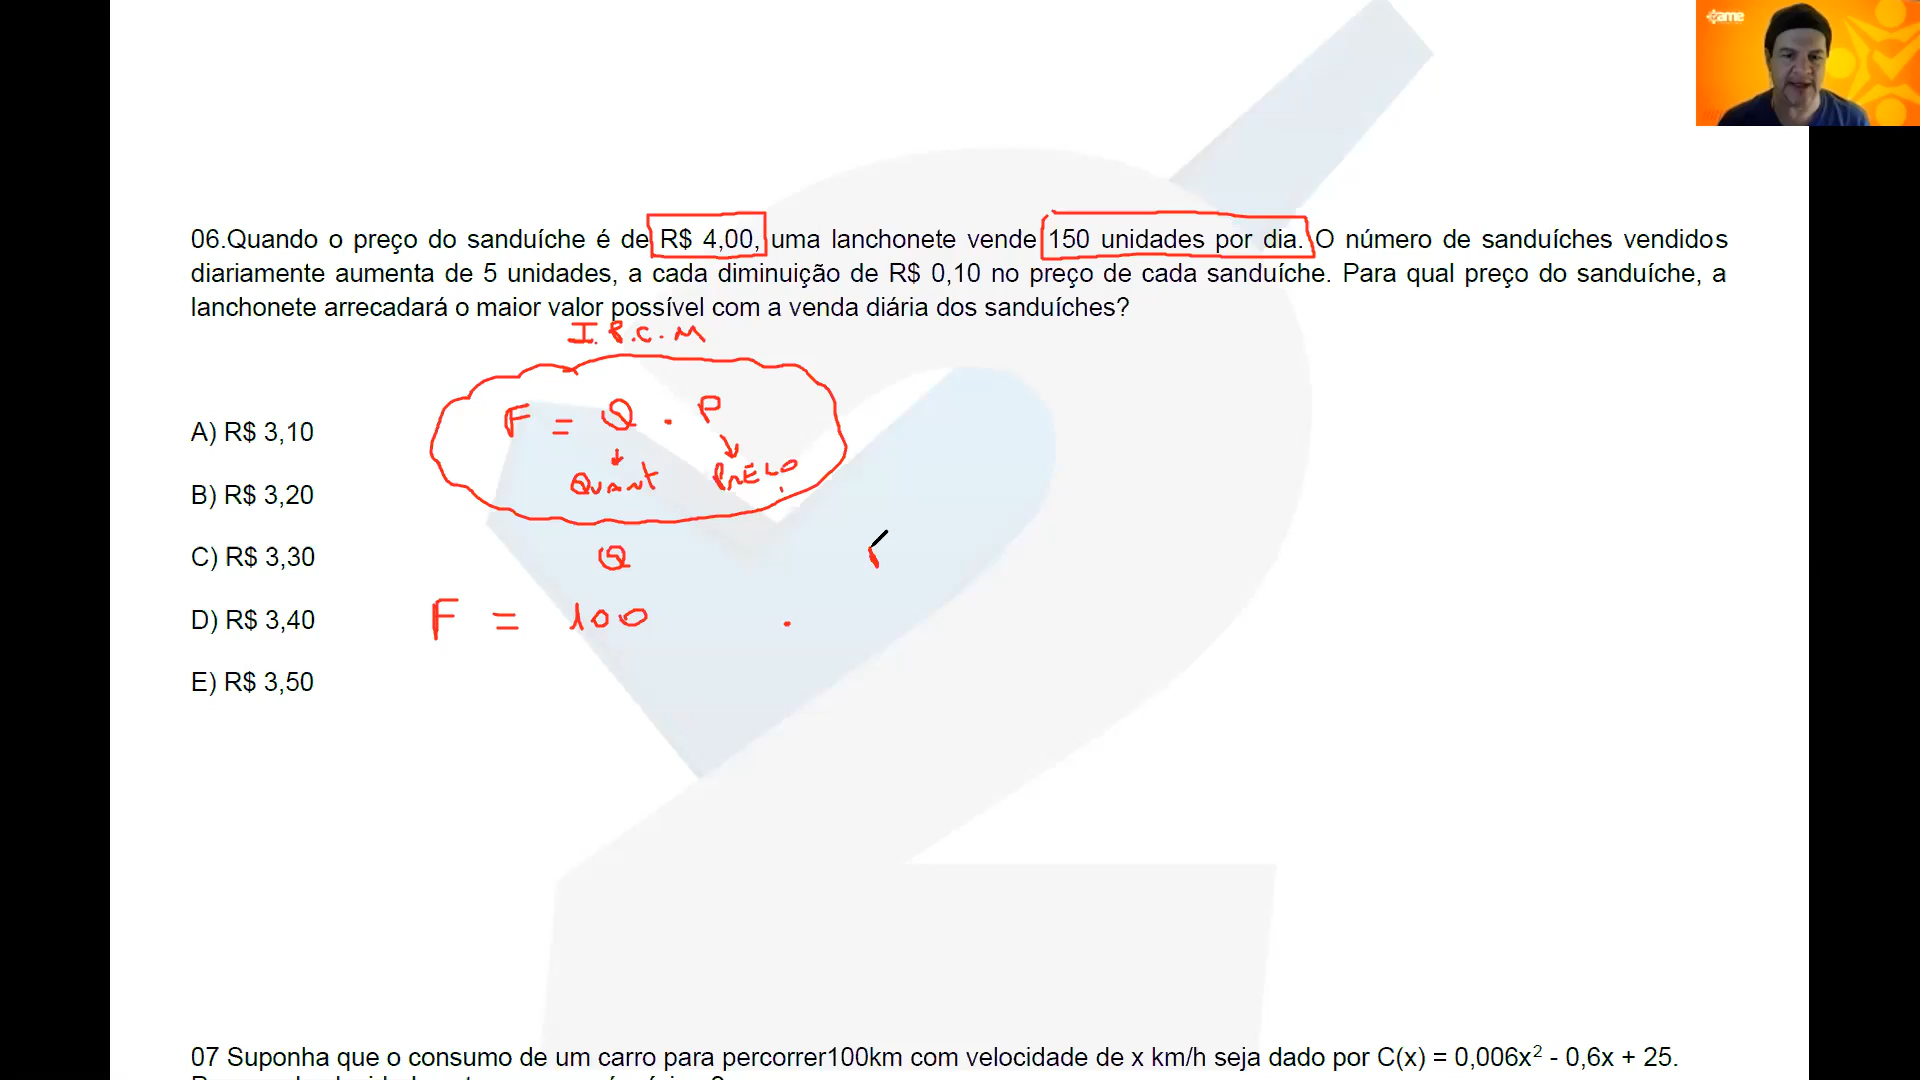 ame
06.Quando o preço do sanduíche é de R$ 4,00, uma lanchonete vende 150 unidades por dia. O número de sanduíches vendidos
diariamente aumenta de 5 unidades, a cada diminuição de R$ 0,10 no preço de cada sanduíche. Para qual preço do sanduíche, a
lanchonete arrecadará o maior valor possível com a venda diária dos sanduíches?
I.P.C.M
F = Q . P
QUANT PREÇO
A) R$ 3,10
B) R$ 3,20
C) R$ 3,30
Q
D) R$ 3,40
F = 100 .
E) R$ 3,50
07 Suponha que o consumo de um carro para percorrer100km com velocidade de x km/h seja dado por C(x) = 0,006x² - 0,6x + 25.